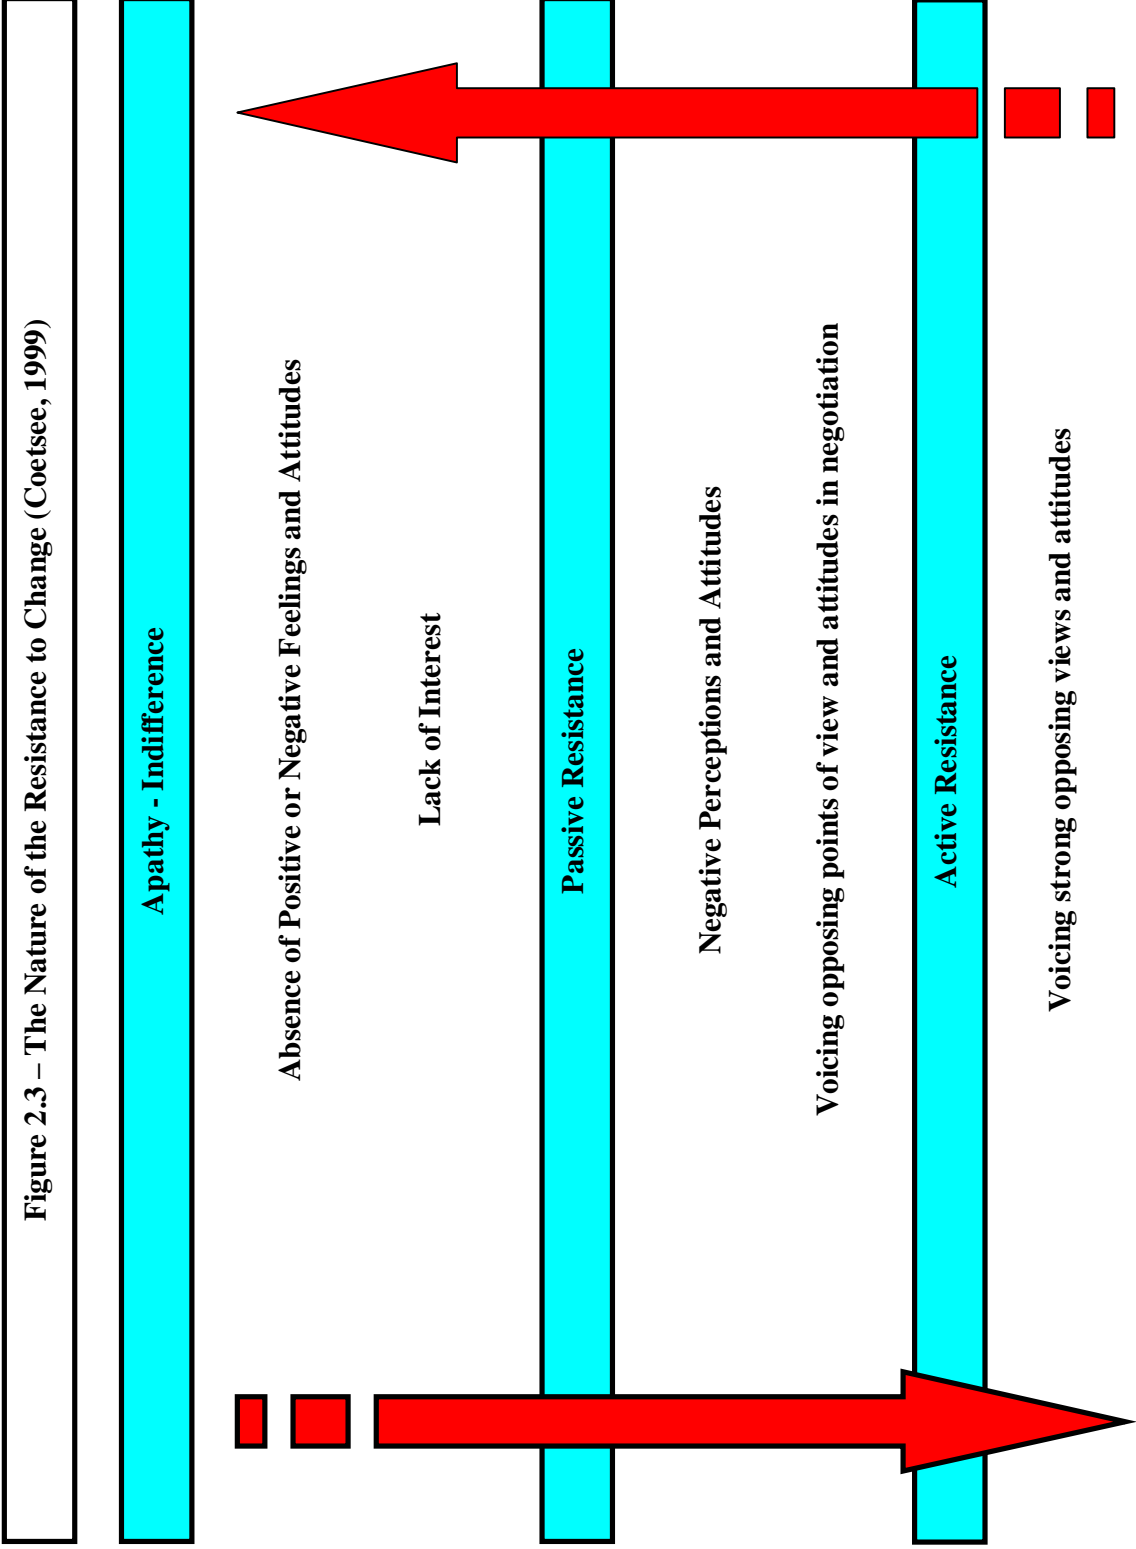 Figure 2.3 – The Nature of the Resistance to Change (Coetsee, 1999)
Apathy - Indifference
Absence of Positive or Negative Feelings and Attitudes
Lack of Interest
Passive Resistance
Negative Perceptions and Attitudes
Voicing opposing points of view and attitudes in negotiation
Active Resistance
Voicing strong opposing views and attitudes